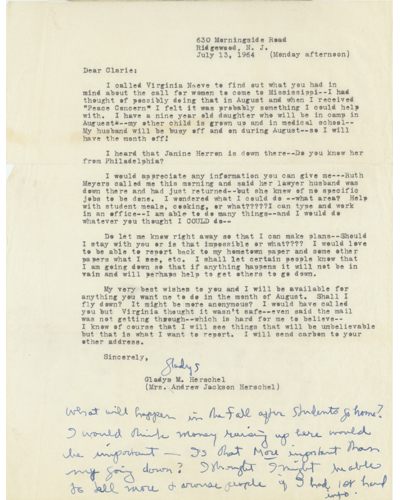 630 Morningside Road
Ridgewood, N. J.
July 13, 1964 (Monday afternoon)
Dear Clarie:
I called Virginia Naeve to find out what you had in
mind about the call for women to come to Mississippi--I had
thought of possibly doing that in August and when I received
"Peace Concern" I felt it was probably something I could help
with. I have a nine year old daughter who will be in camp in
August--my other child is grown up and in medical school--
My husband will be busy off and on during August--so I will
have the month off!
I heard that Janine Herron is down there--Do you know her
from Philadelphia?
I would appreciate any information you can give me---Ruth
Meyers called me this morning and said her lawyer husband was
down there and had just returned--but she knew of no specific
jobs to be done. I wondered what I could do --what area? Help
with student meals, cooking, or what????? I can type and work
in an office--I am able to do many things--and I would do
whatever you thought I COULD do--
Do let me know right away so that I can make plans--Should
I stay with you or is that impossible or what???? I would love
to be able to report back to my hometown paper and some other
papers what I see, etc. I shall let certain people know that
I am going down so that if anything happens it will not be in
vain and will perhaps help to get others to go down.
My very best wishes to you and I will be available for
anything you want me to do in the month of August. Shall I
fly down? It might be more anonymous? I would have called
you but Virginia thought it wasn't safe--even said the mail
was not getting through--which is hard for me to believe--
I know of course that I will see things that will be unbelievable
but that is what I want to report. I will send carbon to your
other address.
Sincerely,
Gladys
Gladys M. Herschel
(Mrs. Andrew Jackson Herschel)
What will happen in the fall after students go home?
I would think money raising up here would
be important - Is that More important than
my going down? I thought I might be able
to tell more & arouse people if I had 1st hand
info.